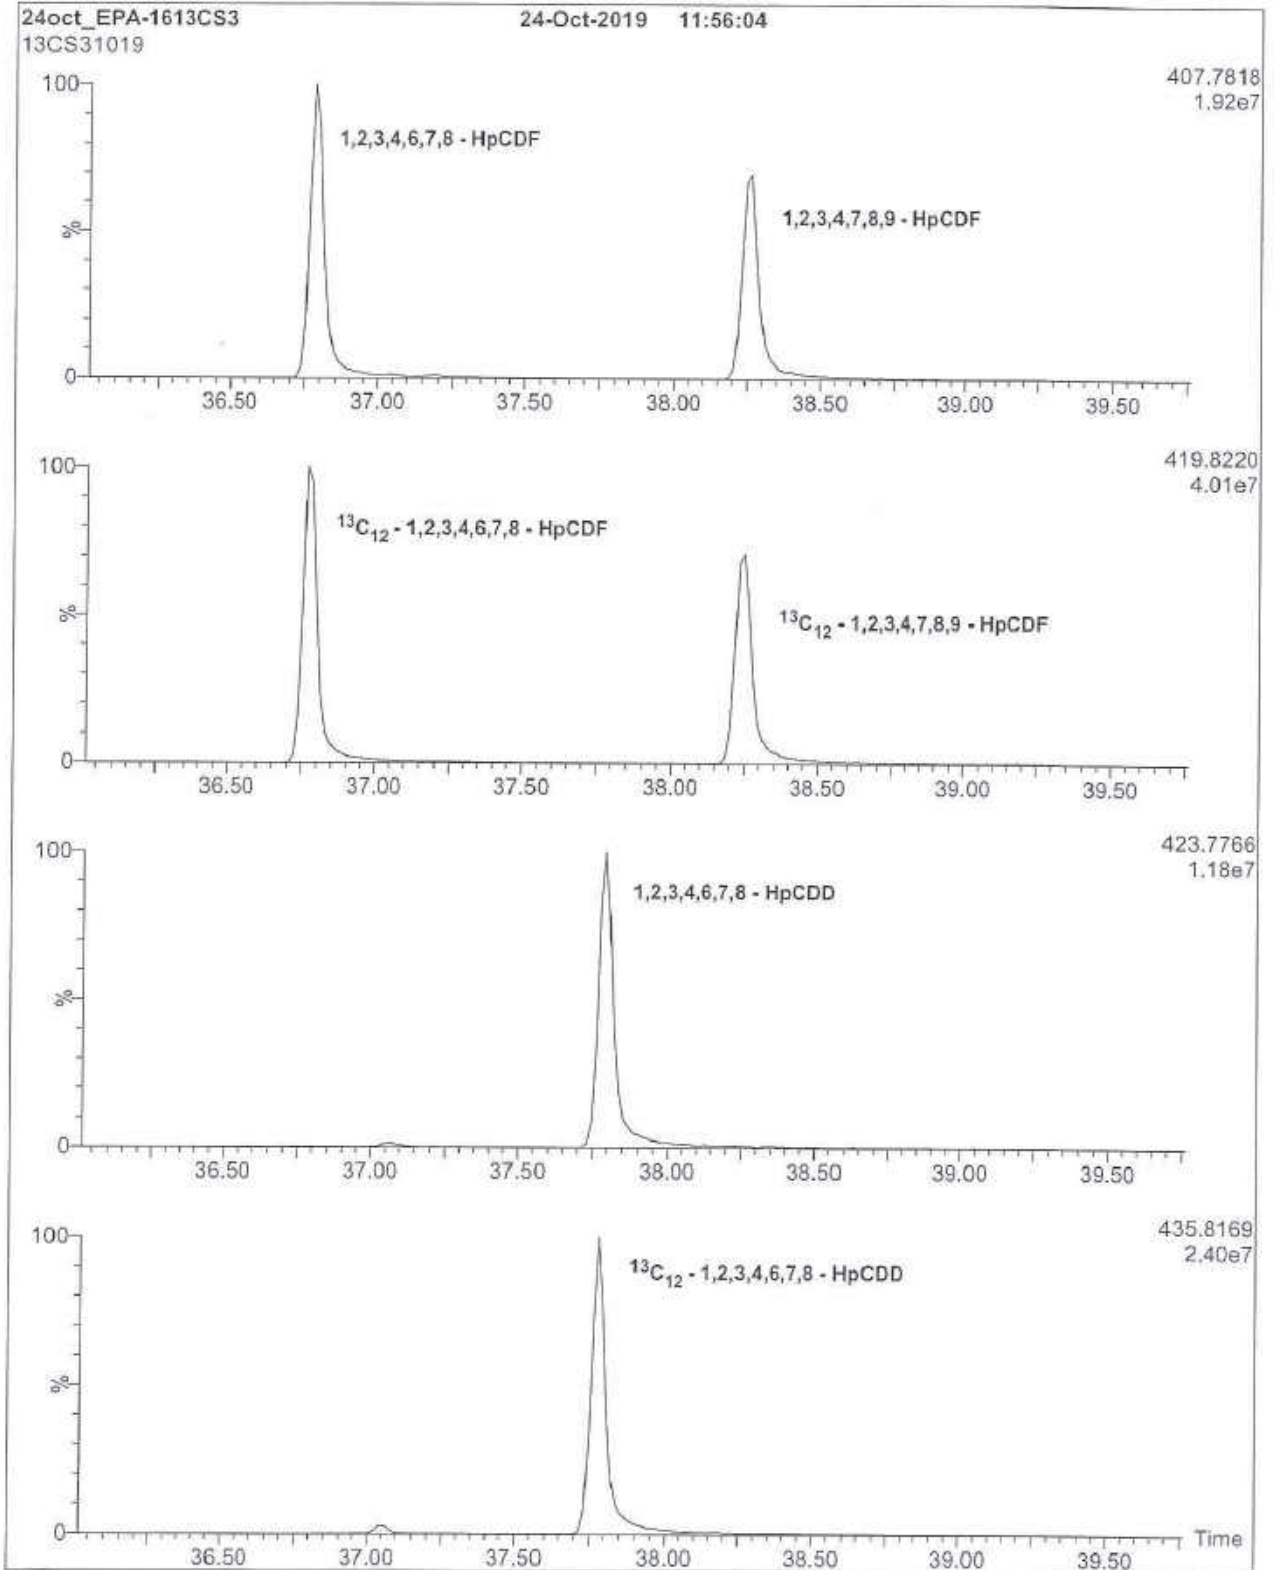 24oct_EPA-1613CS3 24-Oct-2019 11:56:04
13CS31019
407.7818
1.92e7
100
1,2,3,4,6,7,8 - HpCDF
1,2,3,4,7,8,9 - HpCDF
%
0
36.50 37.00 37.50 38.00 38.50 39.00 39.50
419.8220
4.01e7
100
¹³C₁₂ - 1,2,3,4,6,7,8 - HpCDF
¹³C₁₂ - 1,2,3,4,7,8,9 - HpCDF
%
0
36.50 37.00 37.50 38.00 38.50 39.00 39.50
423.7766
1.18e7
100
1,2,3,4,6,7,8 - HpCDD
%
0
36.50 37.00 37.50 38.00 38.50 39.00 39.50
435.8169
2.40e7
100
¹³C₁₂ - 1,2,3,4,6,7,8 - HpCDD
%
0
Time
36.50 37.00 37.50 38.00 38.50 39.00 39.50